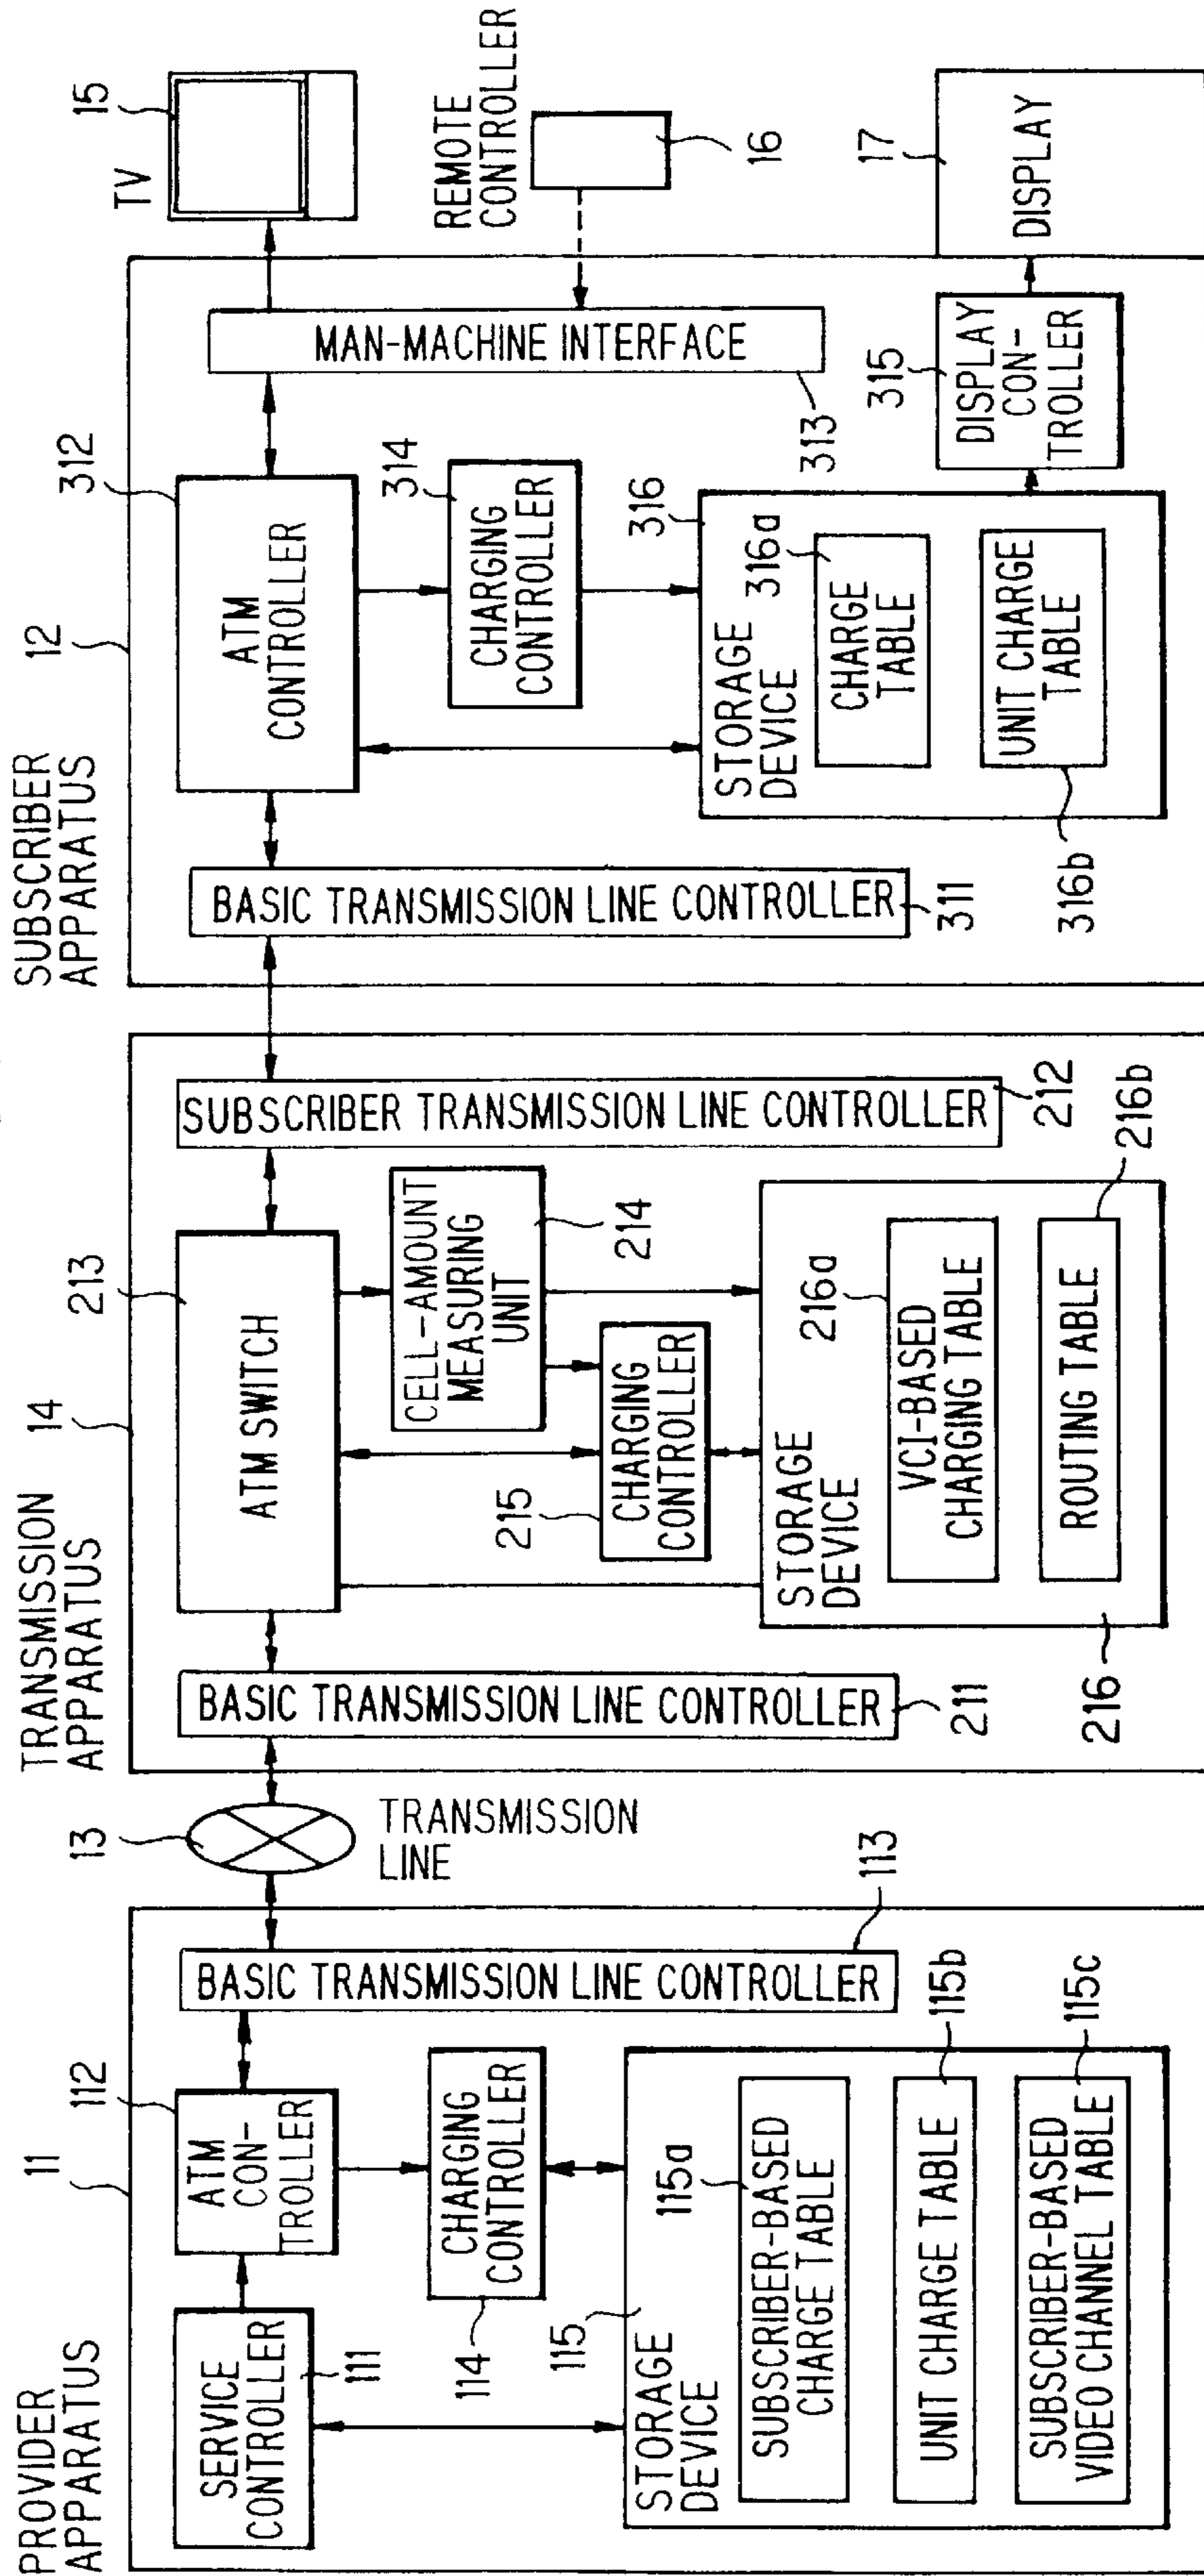 PROVIDER
APPARATUS
11
SERVICE
CONTROLLER
111
112
ATM
CON-
TROLLER
BASIC TRANSMISSION LINE CONTROLLER
113
CHARGING
CONTROLLER
114
115
STORAGE
DEVICE
115a
SUBSCRIBER-BASED
CHARGE TABLE
UNIT CHARGE TABLE
115b
SUBSCRIBER-BASED
VIDEO CHANNEL TABLE
115c
13
TRANSMISSION
LINE
TRANSMISSION
APPARATUS
14
BASIC TRANSMISSION LINE CONTROLLER
211
213
ATM SWITCH
SUBSCRIBER TRANSMISSION LINE CONTROLLER
212
CELL-AMOUNT
MEASURING
UNIT
214
215
CHARGING
CONTROLLER
STORAGE
DEVICE
216
216a
VCI-BASED
CHARGING TABLE
ROUTING TABLE
216b
SUBSCRIBER
APPARATUS
12
BASIC TRANSMISSION LINE CONTROLLER
311
312
ATM
CONTROLLER
MAN-MACHINE INTERFACE
313
314
CHARGING
CONTROLLER
316
STORAGE
DEVICE
316a
CHARGE
TABLE
UNIT CHARGE
TABLE
316b
315
DISPLAY
CON-
TROLLER
TV
15
REMOTE
CONTROLLER
16
17
DISPLAY